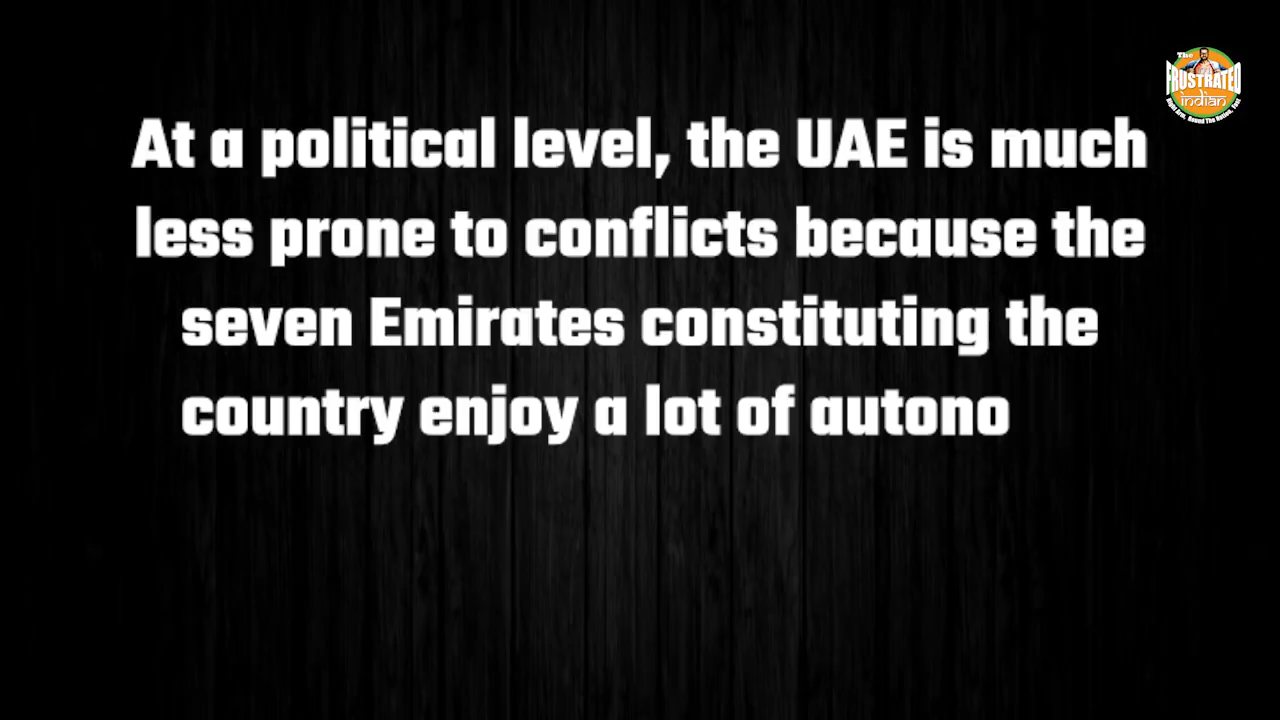 At a political level, the UAE is much
less prone to conflicts because the
seven Emirates constituting the
country enjoy a lot of autono
The
FRUSTRATED
indian